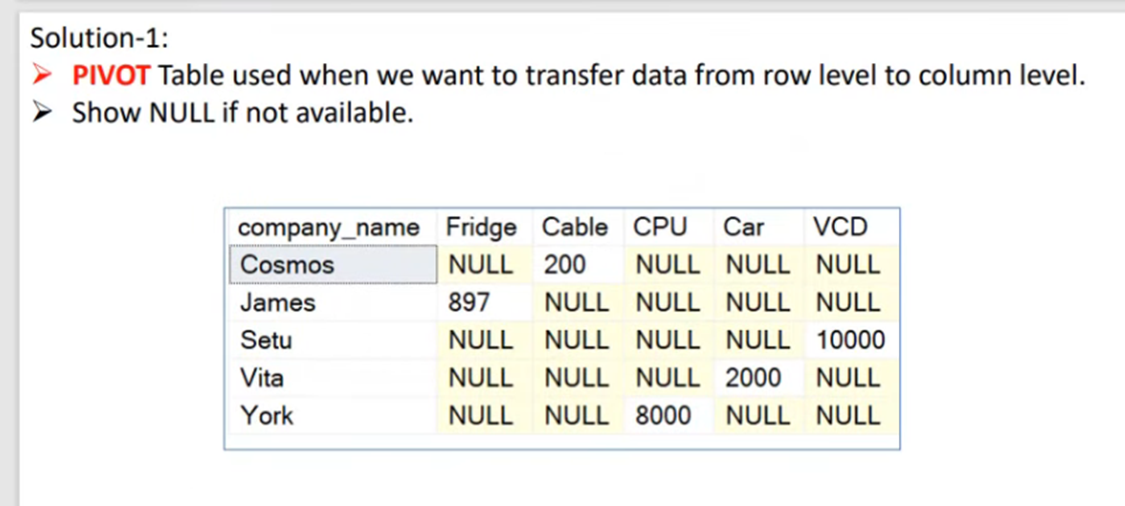 Solution-1:
➢ PIVOT Table used when we want to transfer data from row level to column level.
➢ Show NULL if not available.
company_name Fridge Cable CPU Car VCD
Cosmos NULL 200 NULL NULL NULL
James 897 NULL NULL NULL NULL
Setu NULL NULL NULL NULL 10000
Vita NULL NULL NULL 2000 NULL
York NULL NULL 8000 NULL NULL